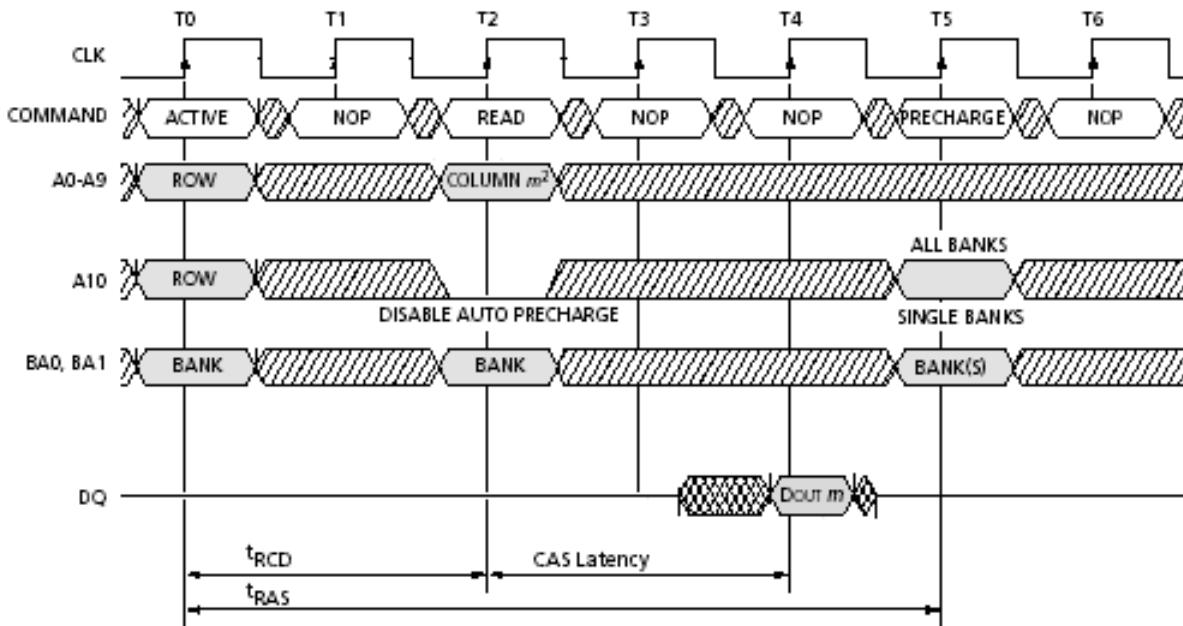 T0 T1 T2 T3 T4 T5 T6
CLK
COMMAND ACTIVE NOP READ NOP NOP PRECHARGE NOP
A0-A9 ROW COLUMN m²
ALL BANKS
A10 ROW
DISABLE AUTO PRECHARGE SINGLE BANKS
BA0, BA1 BANK BANK BANK(S)
DQ DOUT m
tRCD CAS Latency
tRAS